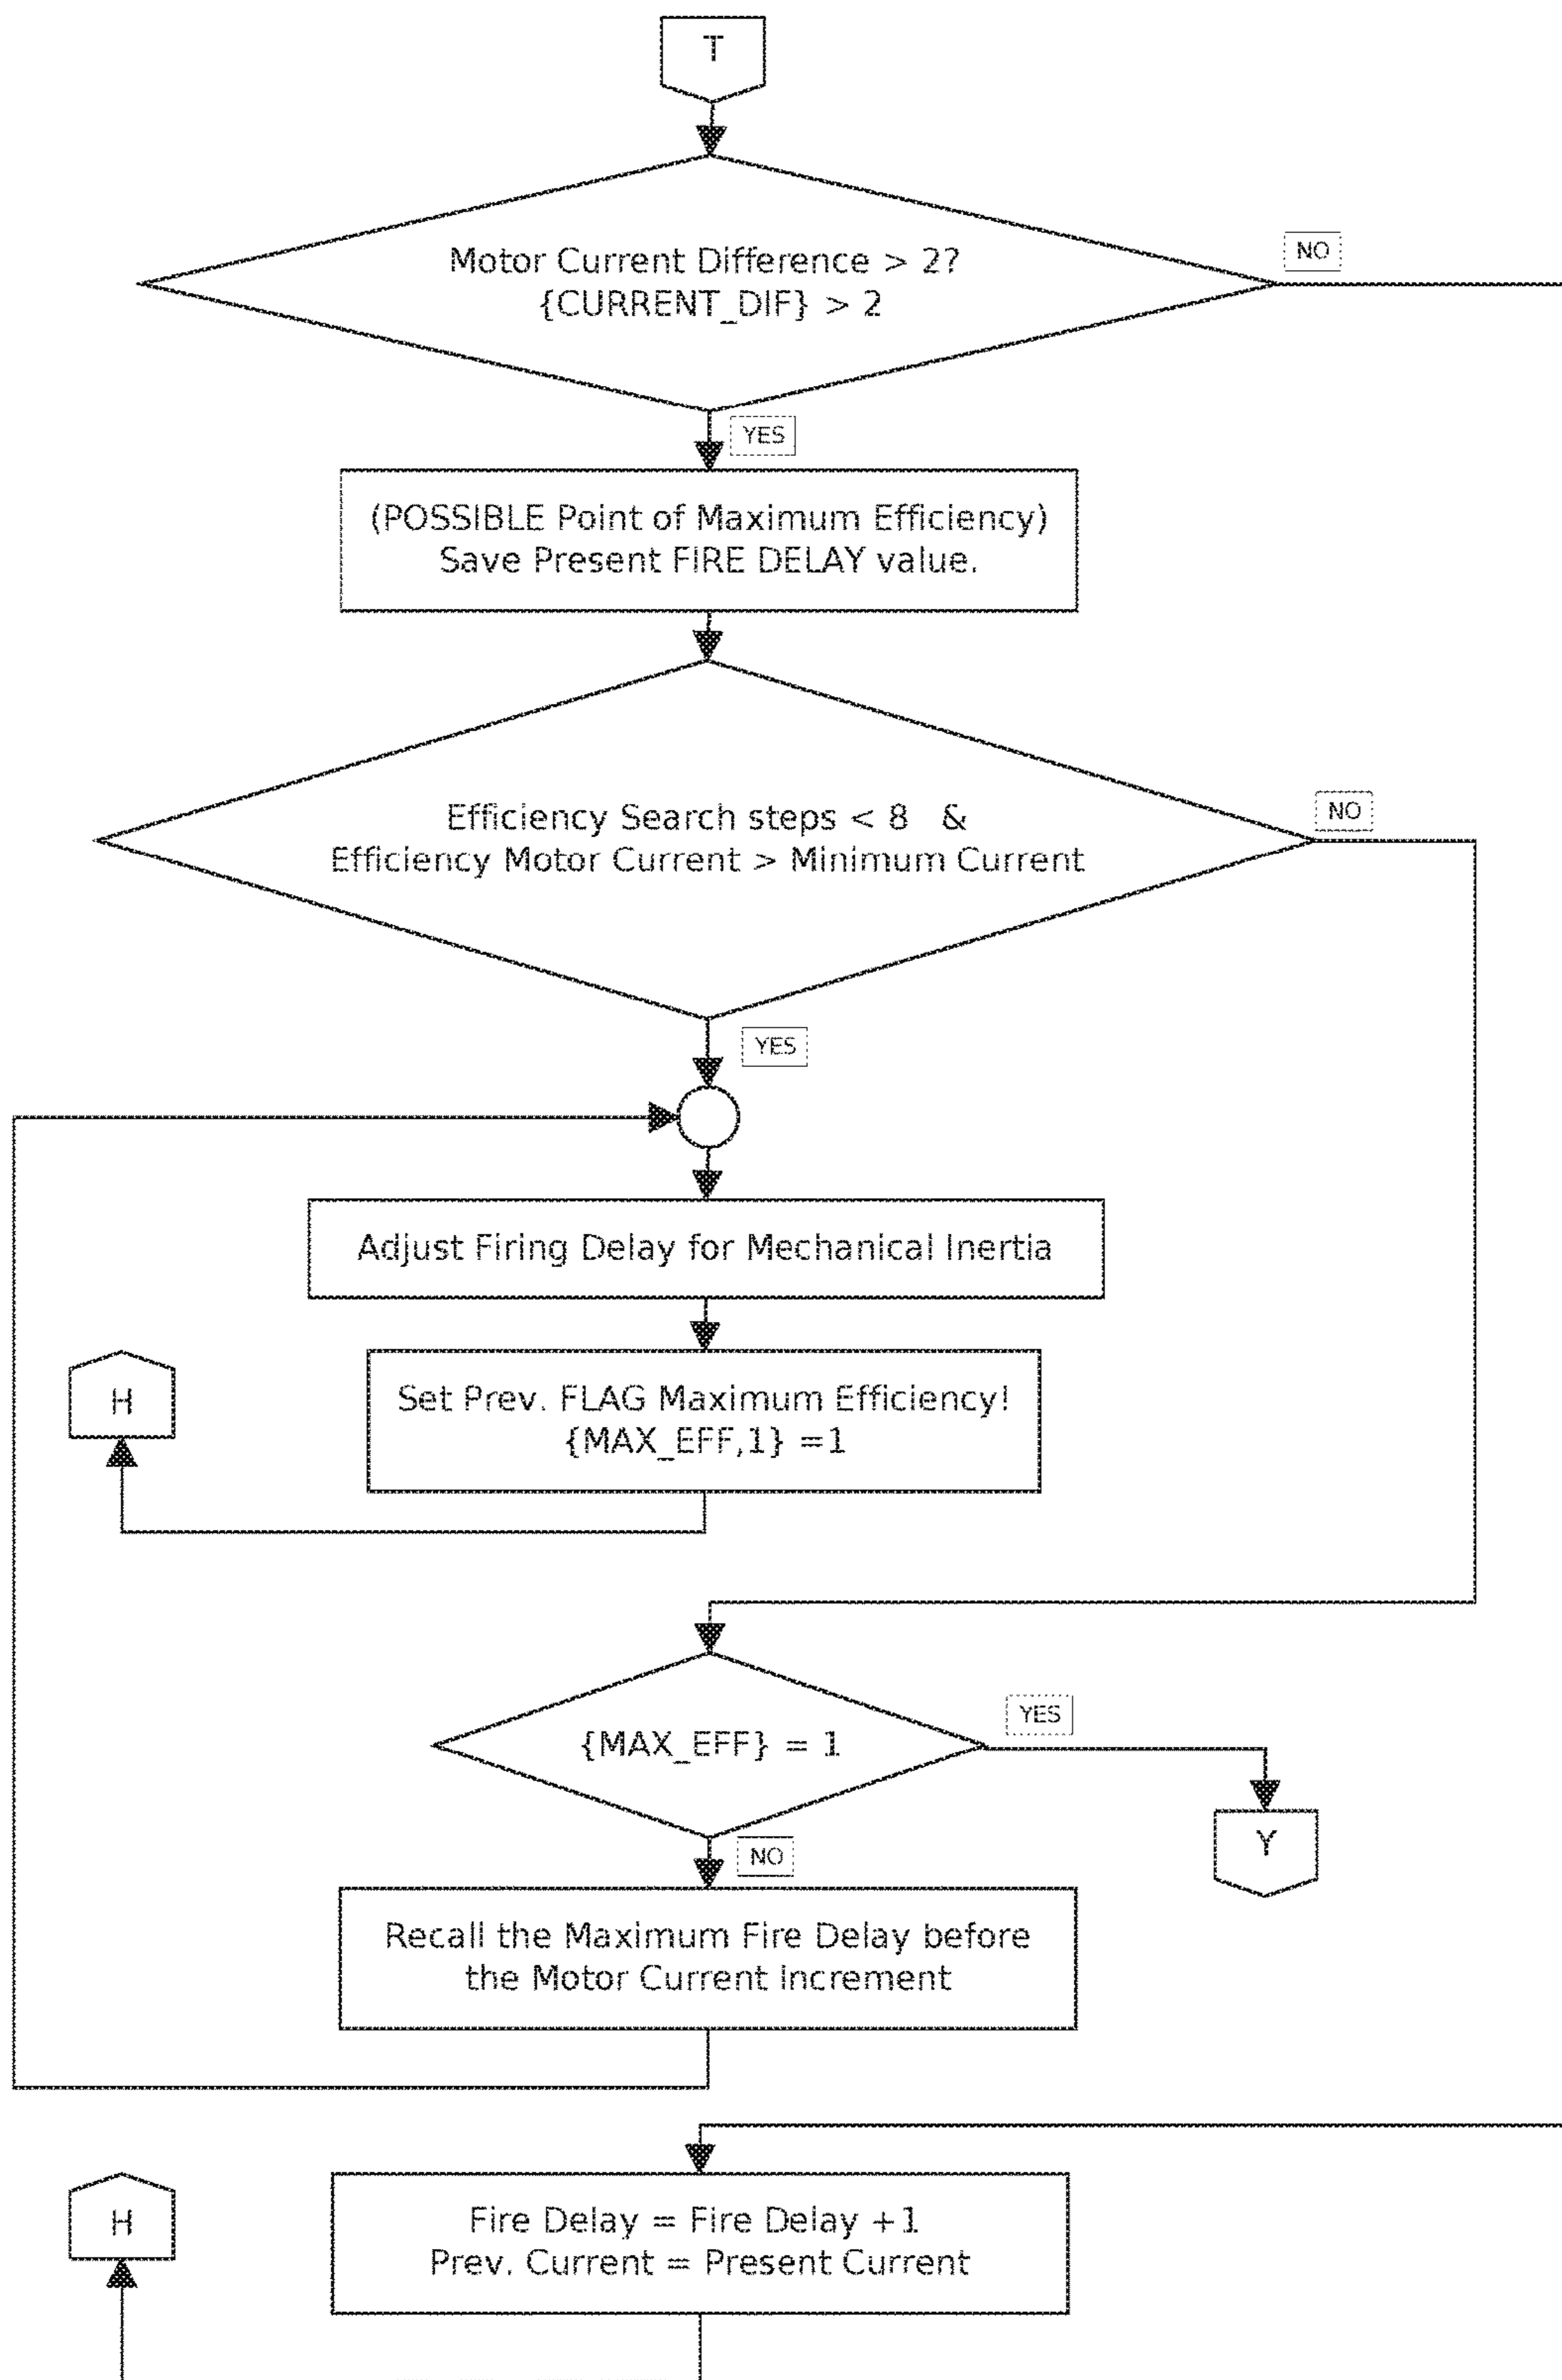 T
Motor Current Difference > 2?
{CURRENT_DIF} > 2
NO
YES
(POSSIBLE Point of Maximum Efficiency)
Save Present FIRE DELAY value.
Efficiency Search steps < 8 &
Efficiency Motor Current > Minimum Current
NO
YES
Adjust Firing Delay for Mechanical Inertia
Set Prev. FLAG Maximum Efficiency!
{MAX_EFF,1} =1
H
{MAX_EFF} = 1
YES
Y
NO
Recall the Maximum Fire Delay before
the Motor Current Increment
H
Fire Delay = Fire Delay +1
Prev. Current = Present Current